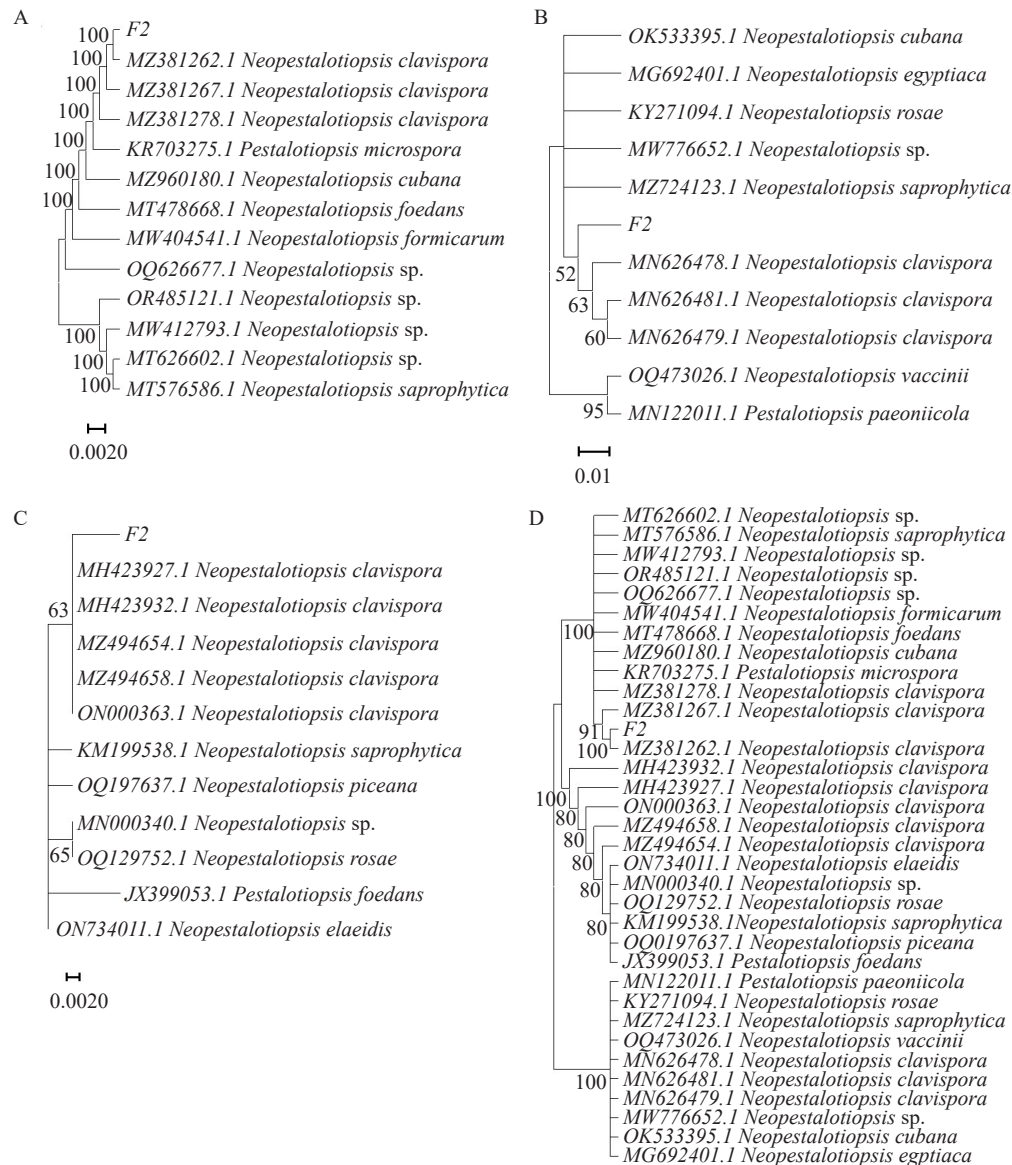 A
100 F2
100 MZ381262.1 Neopestalotiopsis clavispora
100 MZ381267.1 Neopestalotiopsis clavispora
100 MZ381278.1 Neopestalotiopsis clavispora
100 KR703275.1 Pestalotiopsis microspora
100 MZ960180.1 Neopestalotiopsis cubana
100 MT478668.1 Neopestalotiopsis foedans
MW404541.1 Neopestalotiopsis formicarum
OQ626677.1 Neopestalotiopsis sp.
OR485121.1 Neopestalotiopsis sp.
100 MW412793.1 Neopestalotiopsis sp.
100 MT626602.1 Neopestalotiopsis sp.
100 MT576586.1 Neopestalotiopsis saprophytica
0.0020
B
OK533395.1 Neopestalotiopsis cubana
MG692401.1 Neopestalotiopsis egyptiaca
KY271094.1 Neopestalotiopsis rosae
MW776652.1 Neopestalotiopsis sp.
MZ724123.1 Neopestalotiopsis saprophytica
F2
52 MN626478.1 Neopestalotiopsis clavispora
63 MN626481.1 Neopestalotiopsis clavispora
60 MN626479.1 Neopestalotiopsis clavispora
OQ473026.1 Neopestalotiopsis vaccinii
95 MN122011.1 Pestalotiopsis paeoniicola
0.01
C
F2
MH423927.1 Neopestalotiopsis clavispora
63 MH423932.1 Neopestalotiopsis clavispora
MZ494654.1 Neopestalotiopsis clavispora
MZ494658.1 Neopestalotiopsis clavispora
ON000363.1 Neopestalotiopsis clavispora
KM199538.1 Neopestalotiopsis saprophytica
OQ197637.1 Neopestalotiopsis piceana
MN000340.1 Neopestalotiopsis sp.
65 OQ129752.1 Neopestalotiopsis rosae
JX399053.1 Pestalotiopsis foedans
ON734011.1 Neopestalotiopsis elaeidis
0.0020
D
MT626602.1 Neopestalotiopsis sp.
MT576586.1 Neopestalotiopsis saprophytica
MW412793.1 Neopestalotiopsis sp.
OR485121.1 Neopestalotiopsis sp.
OQ626677.1 Neopestalotiopsis sp.
MW404541.1 Neopestalotiopsis formicarum
100 MT478668.1 Neopestalotiopsis foedans
MZ960180.1 Neopestalotiopsis cubana
KR703275.1 Pestalotiopsis microspora
MZ381278.1 Neopestalotiopsis clavispora
MZ381267.1 Neopestalotiopsis clavispora
91 F2
100 MZ381262.1 Neopestalotiopsis clavispora
MH423932.1 Neopestalotiopsis clavispora
100 MH423927.1 Neopestalotiopsis clavispora
80 ON000363.1 Neopestalotiopsis clavispora
80 MZ494658.1 Neopestalotiopsis clavispora
80 MZ494654.1 Neopestalotiopsis clavispora
ON734011.1 Neopestalotiopsis elaeidis
80 MN000340.1 Neopestalotiopsis sp.
OQ129752.1 Neopestalotiopsis rosae
80 KM199538.1Neopestalotiopsis saprophytica
OQ0197637.1 Neopestalotiopsis piceana
JX399053.1 Pestalotiopsis foedans
MN122011.1 Pestalotiopsis paeoniicola
KY271094.1 Neopestalotiopsis rosae
MZ724123.1 Neopestalotiopsis saprophytica
OQ473026.1 Neopestalotiopsis vaccinii
MN626478.1 Neopestalotiopsis clavispora
100 MN626481.1 Neopestalotiopsis clavispora
MN626479.1 Neopestalotiopsis clavispora
MW776652.1 Neopestalotiopsis sp.
OK533395.1 Neopestalotiopsis cubana
MG692401.1 Neopestalotiopsis egptiaca